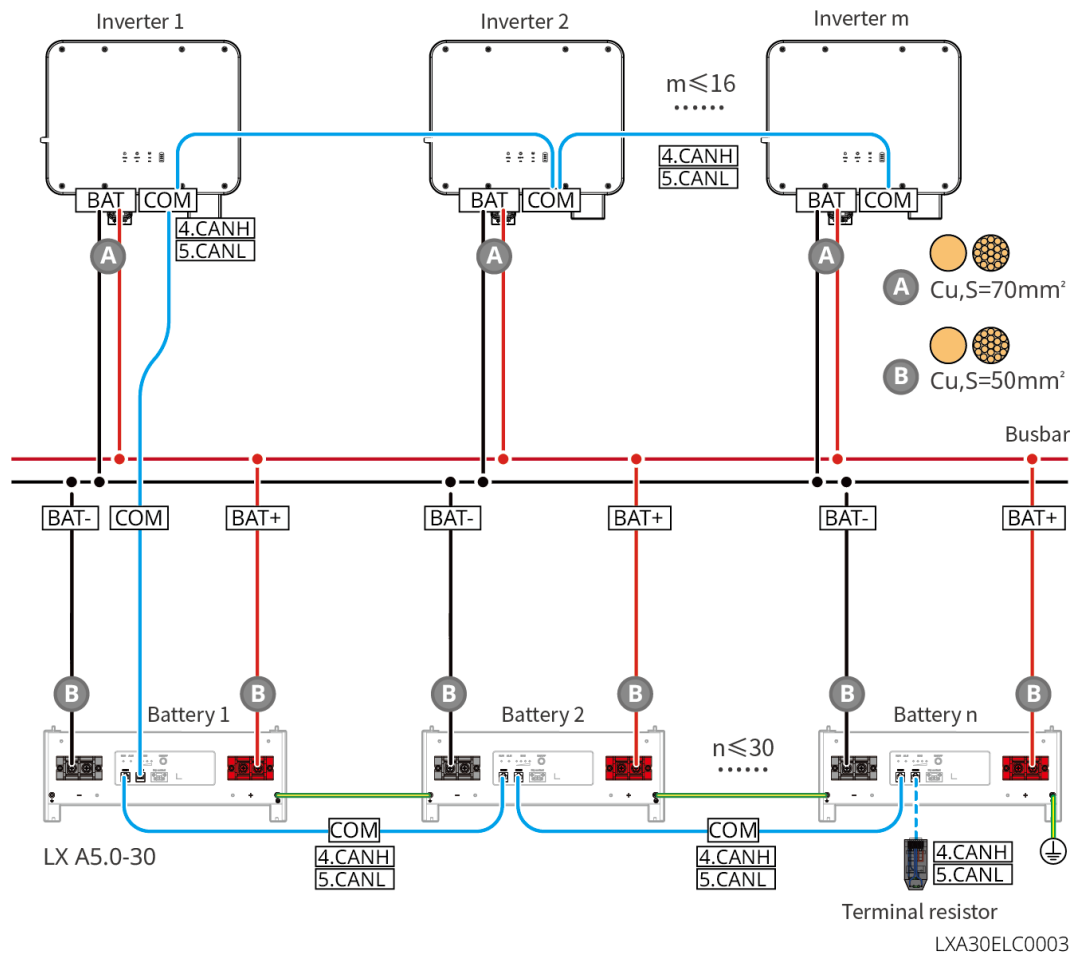 Inverter 1
Inverter 2
Inverter m
m≤16
4.CANH
5.CANL
BAT COM
BAT COM
BAT COM
4.CANH
5.CANL
A
A
A
A Cu,S=70mm²
B Cu,S=50mm²
Busbar
BAT- COM BAT+
BAT- BAT+
BAT- BAT+
B B
B B
B B
Battery 1
Battery 2
Battery n
n≤30
- +
- +
- +
COM
4.CANH
5.CANL
COM
4.CANH
5.CANL
4.CANH
5.CANL
LX A5.0-30
Terminal resistor
LXA30ELC0003